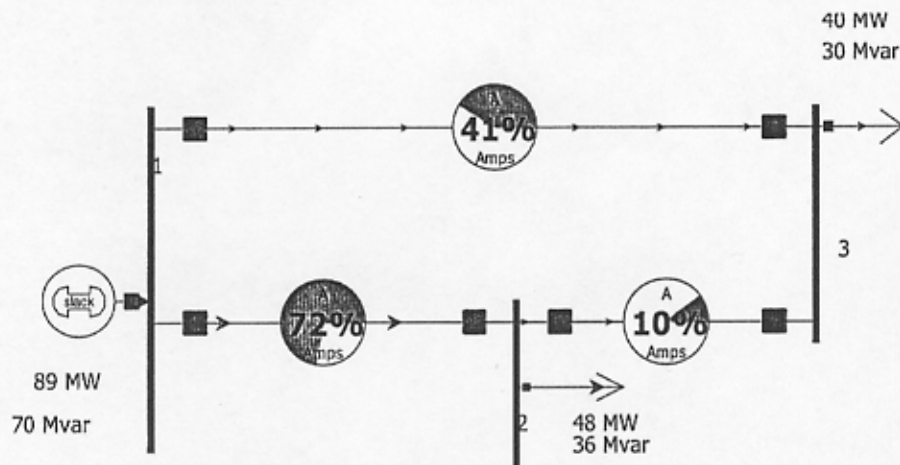 40 MW
30 Mvar
A
41%
Amps
1
3
slack
A
72%
Amps
A
10%
Amps
89 MW
70 Mvar
2
48 MW
36 Mvar